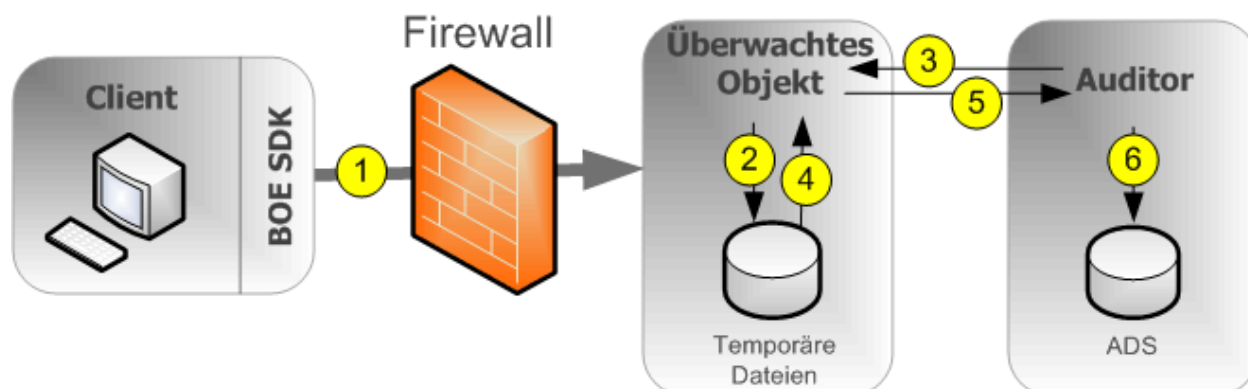 Firewall
Client
BOE SDK
1
Überwachtes
Objekt
3
5
Auditor
2
4
6
Temporäre
Dateien
ADS